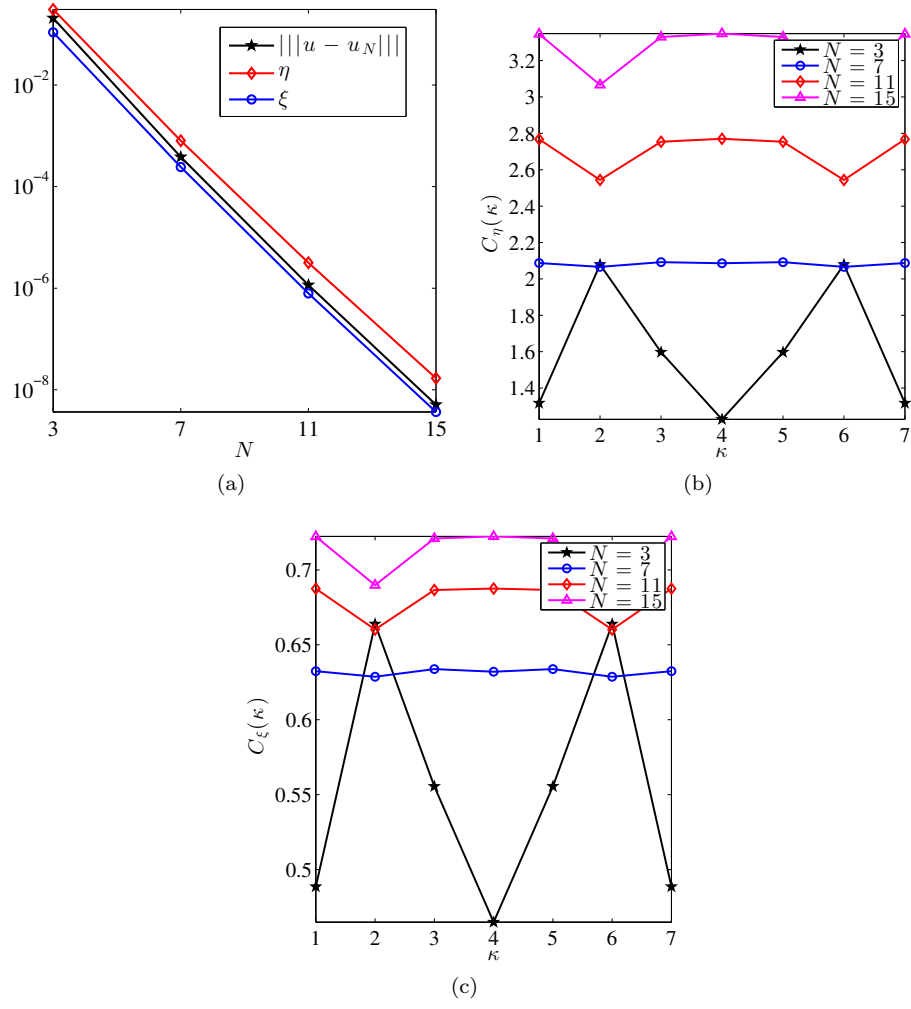 10^{-2}
10^{-4}
10^{-6}
10^{-8}
3 7 11 15
N
|||u − u_N|||
η
ξ
(a)
3.2
2.8
2.6
2.4
2.2
2
1.8
1.6
1.4
C_η(κ)
1 2 3 4 5 6 7
κ
N = 3
N = 7
N = 11
N = 15
(b)
0.7
0.65
0.6
0.55
0.5
C_ξ(κ)
1 2 3 4 5 6 7
κ
N = 3
N = 7
N = 11
N = 15
(c)